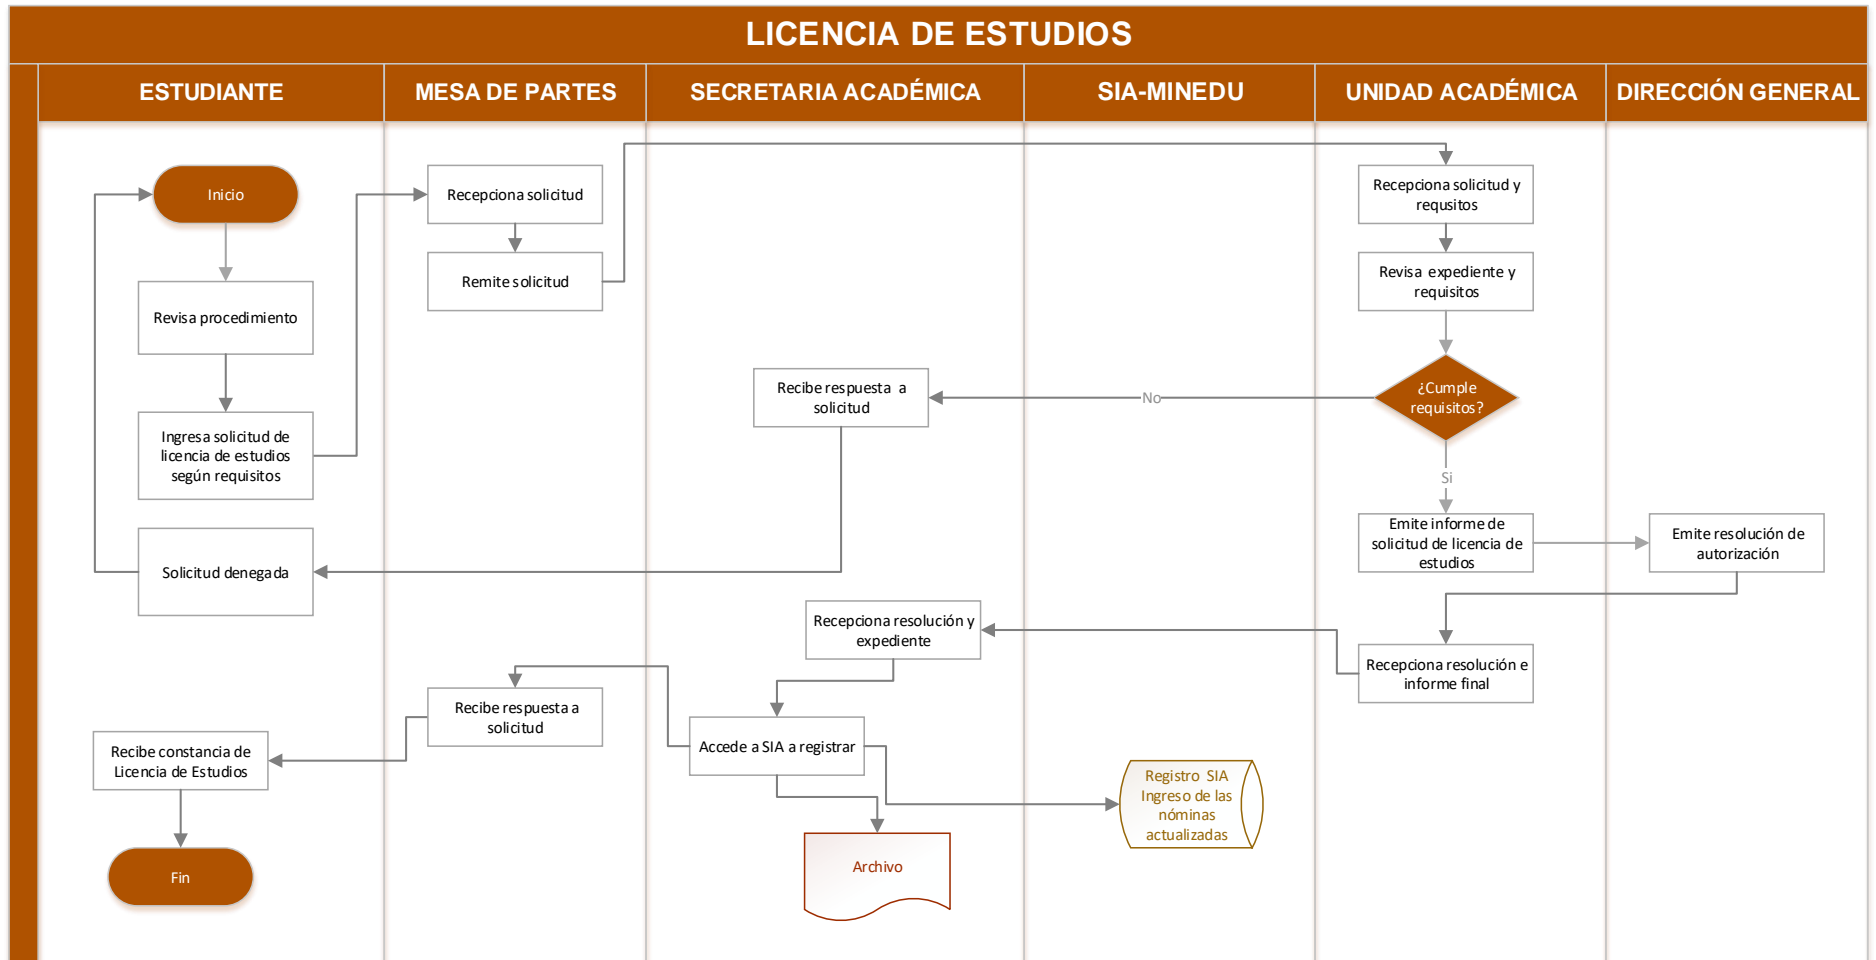 LICENCIA DE ESTUDIOS
ESTUDIANTE
MESA DE PARTES
SECRETARIA ACADÉMICA
SIA-MINEDU
UNIDAD ACADÉMICA
DIRECCIÓN GENERAL
Inicio
Revisa procedimiento
Ingresa solicitud de
licencia de estudios
según requisitos
Solicitud denegada
Recibe constancia de
Licencia de Estudios
Fin
Recepciona solicitud
Remite solicitud
Recibe respuesta a
solicitud
Recibe respuesta a
solicitud
Recepciona resolución y
expediente
Accede a SIA a registrar
Archivo
Registro SIA
Ingreso de las
nóminas
actualizadas
Recepciona solicitud y
requsitos
Revisa expediente y
requisitos
¿Cumple
requisitos?
No
Si
Emite informe de
solicitud de licencia de
estudios
Recepciona resolución e
informe final
Emite resolución de
autorización